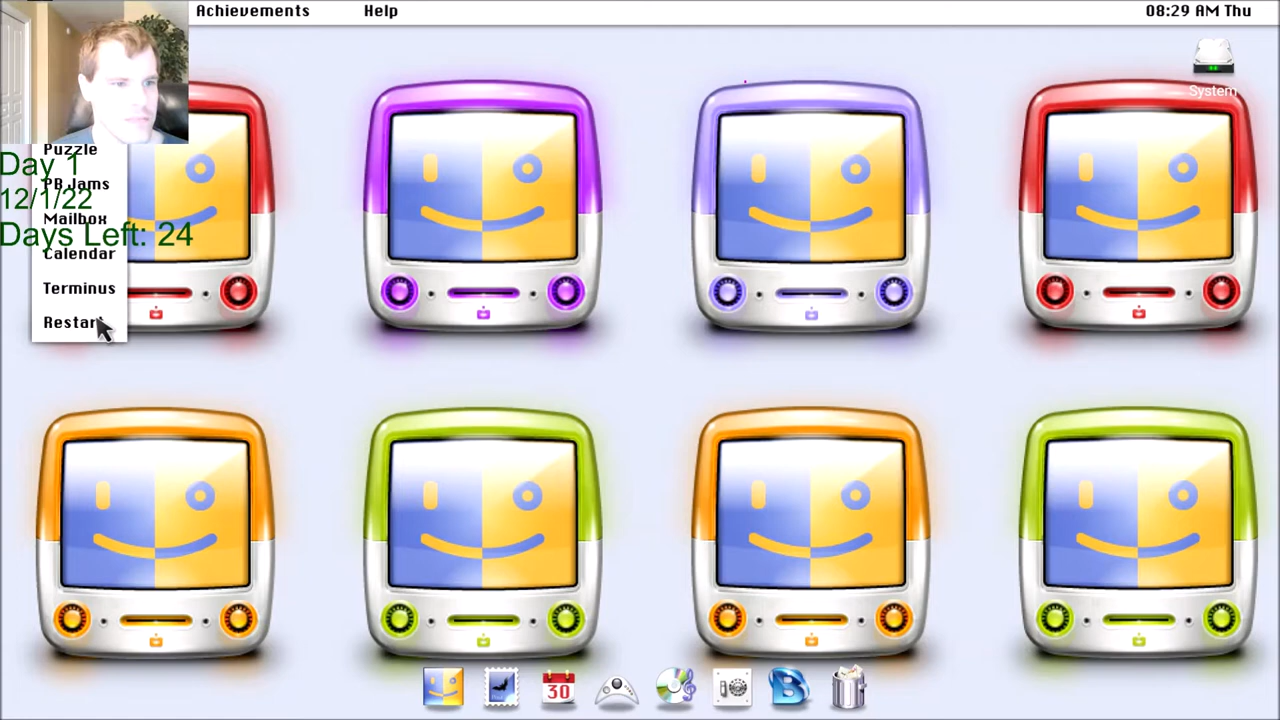 Achievements Help 08:29 AM Thu
System
Puzzle
Day 1
PB Jams
12/1/22
Mailbox
Days Left: 24
Calendar
Terminus
Restart
30